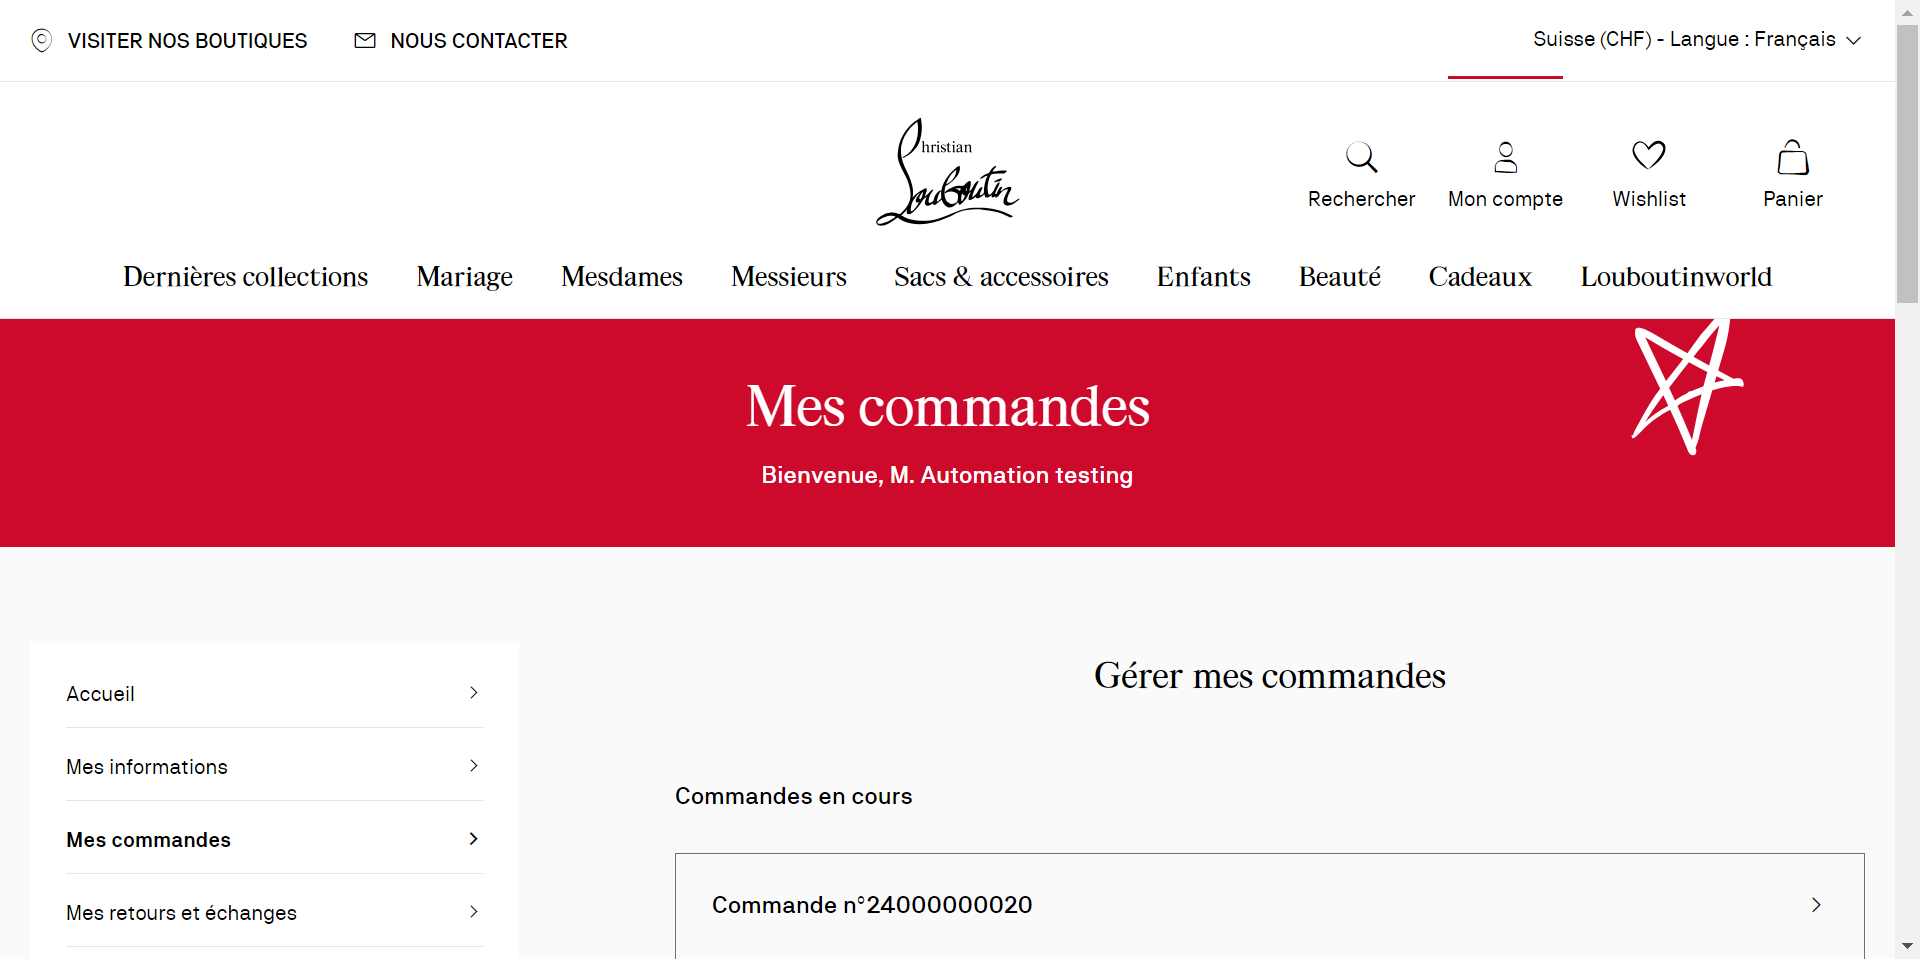 VISITER NOS BOUTIQUES
NOUS CONTACTER
Suisse (CHF) - Langue : Français
Christian
Louboutin
Rechercher
Mon compte
Wishlist
Panier
Dernières collections
Mariage
Mesdames
Messieurs
Sacs & accessoires
Enfants
Beauté
Cadeaux
Louboutinworld
Mes commandes
Bienvenue, M. Automation testing
Accueil
Mes informations
Mes commandes
Mes retours et échanges
Gérer mes commandes
Commandes en cours
Commande n°24000000020